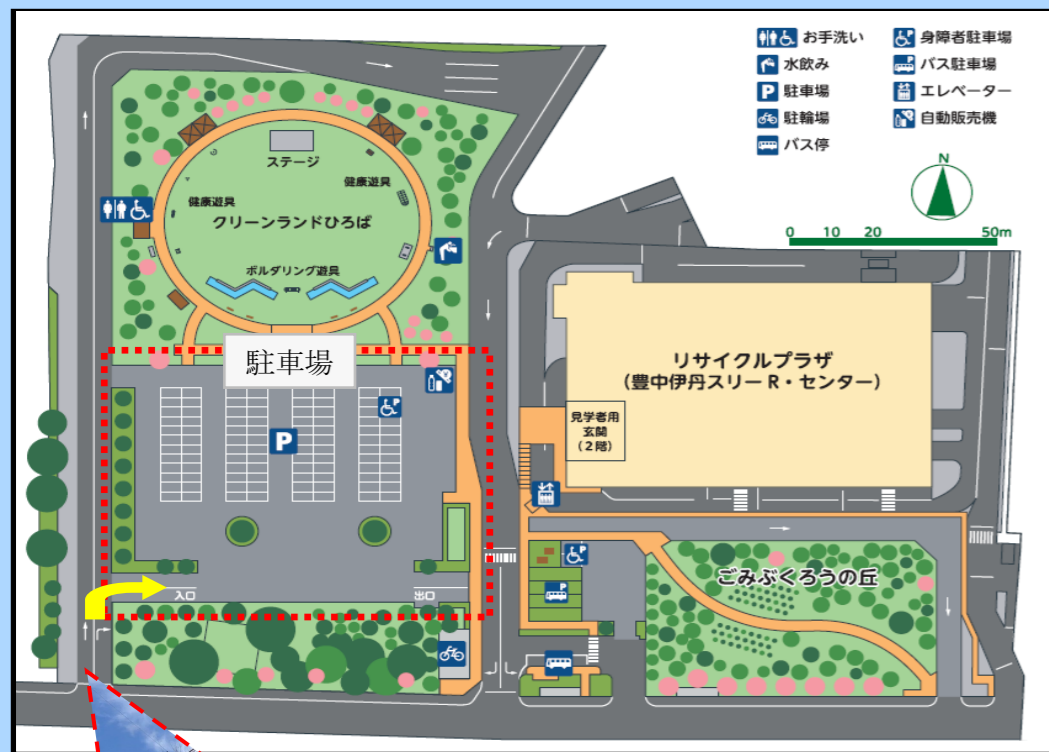 お手洗い
水飲み
駐車場
駐輪場
バス停
身障者駐車場
バス駐車場
エレベーター
自動販売機
N
0 10 20 50m
ステージ
健康遊具
健康遊具
クリーンランドひろば
ボルダリング遊具
駐車場
P
入口
出口
リサイクルプラザ
(豊中伊丹スリーR・センター)
見学者用
玄関
(2階)
ごみぶくろうの丘